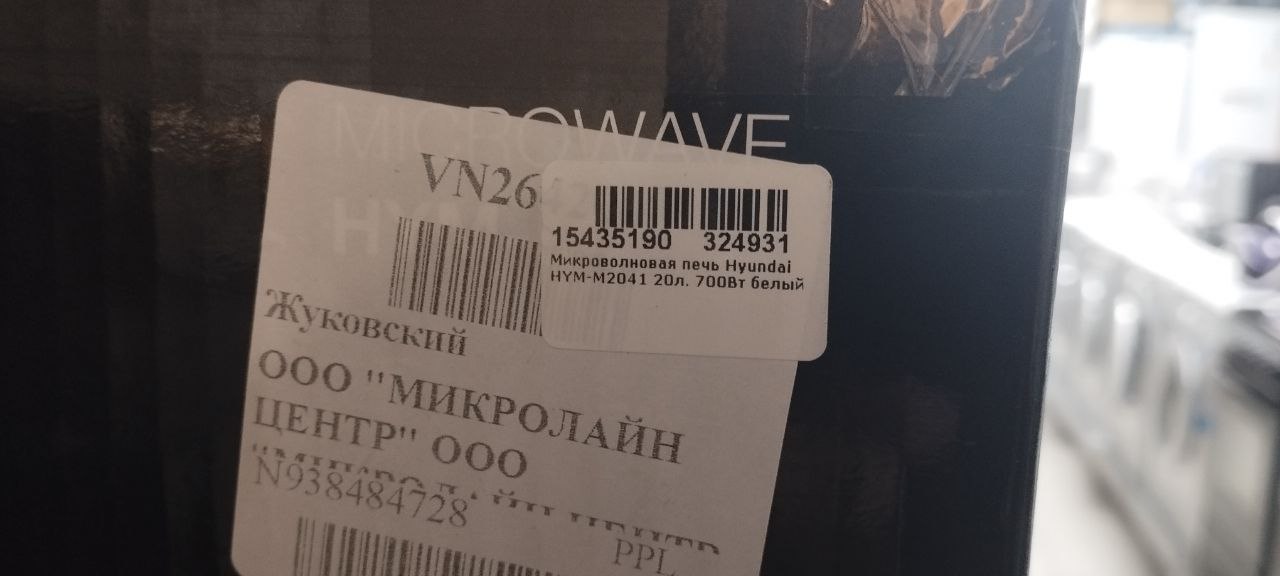 MICROWAVE
VN26
15435190 324931
Микроволновая печь Hyundai
HYM-M2041 20л. 700Вт белый
Жуковский
ООО "МИКРОЛАЙН
ЦЕНТР" ООО
N938484728
PPL